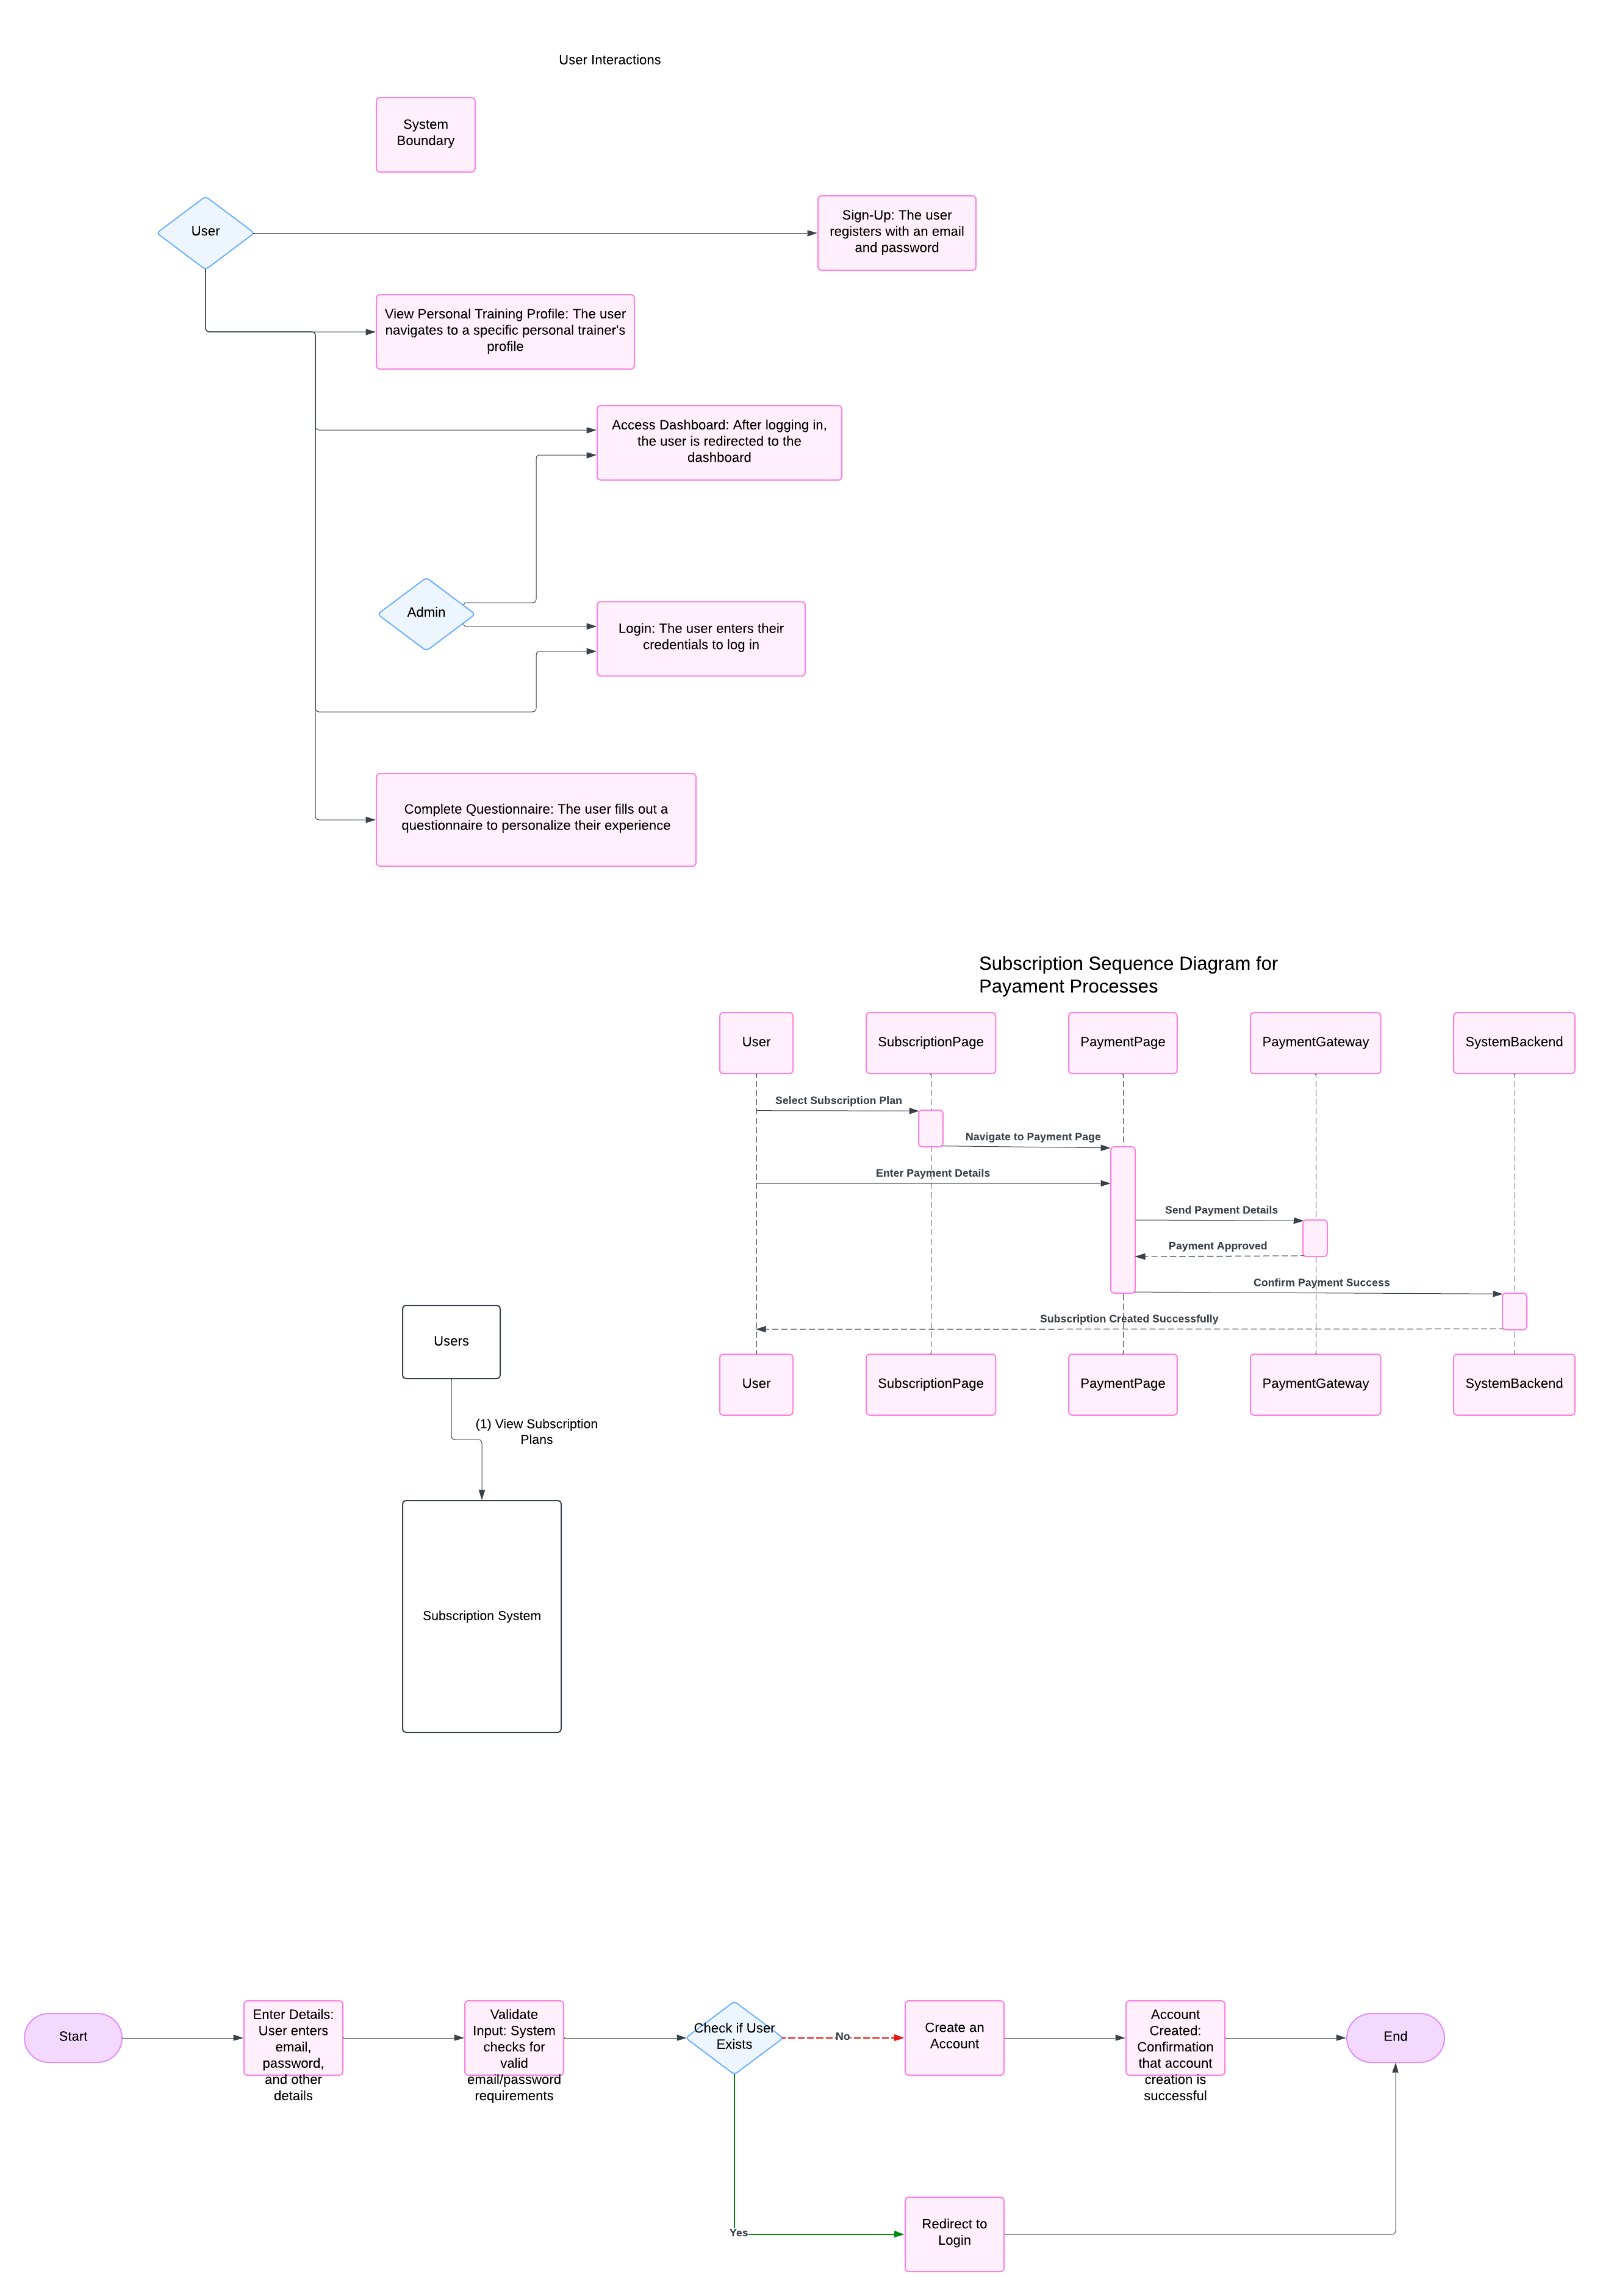 User Interactions
System
Boundary
User
Sign-Up: The user
registers with an email
and password
View Personal Training Profile: The user
navigates to a specific personal trainer's
profile
Access Dashboard: After logging in,
the user is redirected to the
dashboard
Admin
Login: The user enters their
credentials to log in
Complete Questionnaire: The user fills out a
questionnaire to personalize their experience
Subscription Sequence Diagram for
Payament Processes
User
SubscriptionPage
PaymentPage
PaymentGateway
SystemBackend
Select Subscription Plan
Navigate to Payment Page
Enter Payment Details
Send Payment Details
Payment Approved
Confirm Payment Success
Subscription Created Successfully
User
SubscriptionPage
PaymentPage
PaymentGateway
SystemBackend
Users
(1) View Subscription
Plans
Subscription System
Start
Enter Details:
User enters
email,
password,
and other
details
Validate
Input: System
checks for
valid
email/password
requirements
Check if User
Exists
No
Create an
Account
Account
Created:
Confirmation
that account
creation is
successful
End
Yes
Redirect to
Login